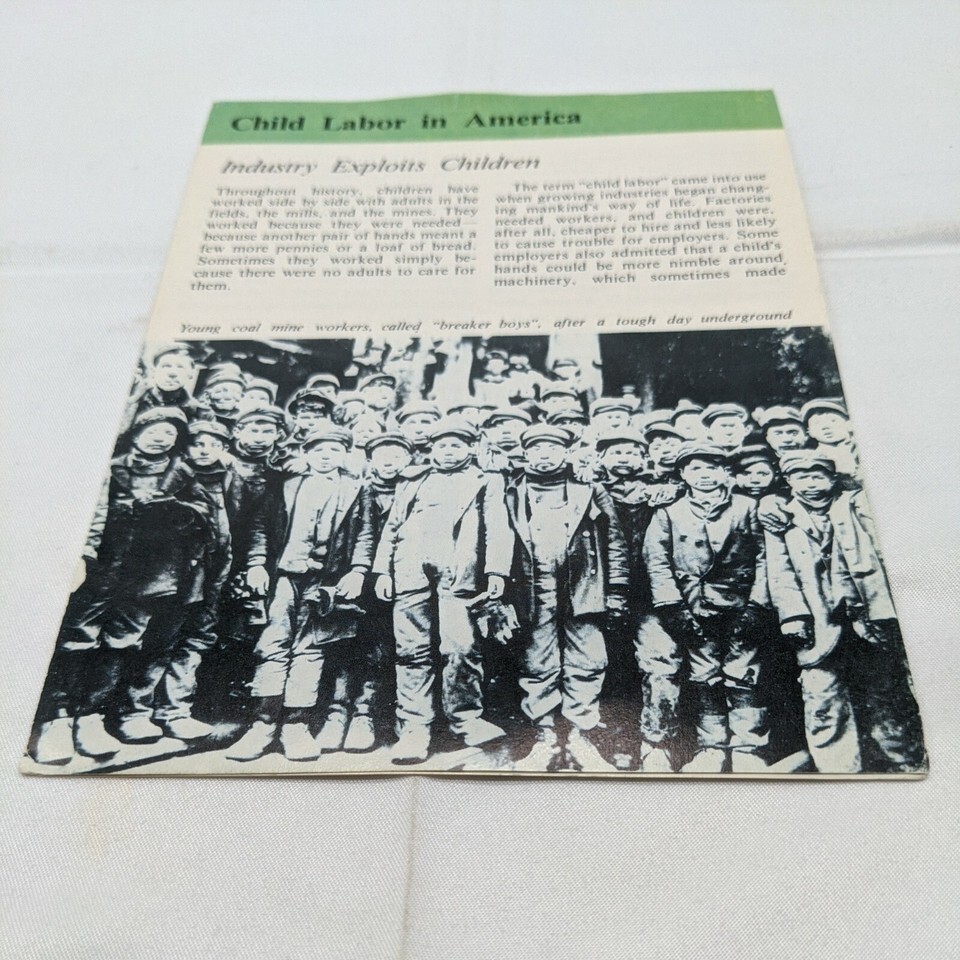 Child Labor in America
Industry Exploits Children
Throughout history, children have
worked side by side with adults in the
fields, the mills, and the mines. They
worked because they were needed—
because another pair of hands meant a
few more pennies or a loaf of bread.
Sometimes they worked simply be-
cause there were no adults to care for
them.
The term "child labor" came into use
when growing industries began chang-
ing mankind's way of life. Factories
needed workers, and children were,
after all, cheaper to hire and less likely
to cause trouble for employers. Some
employers also admitted that a child's
hands could be more nimble around
machinery, which sometimes made
Young coal mine workers, called "breaker boys", after a tough day underground